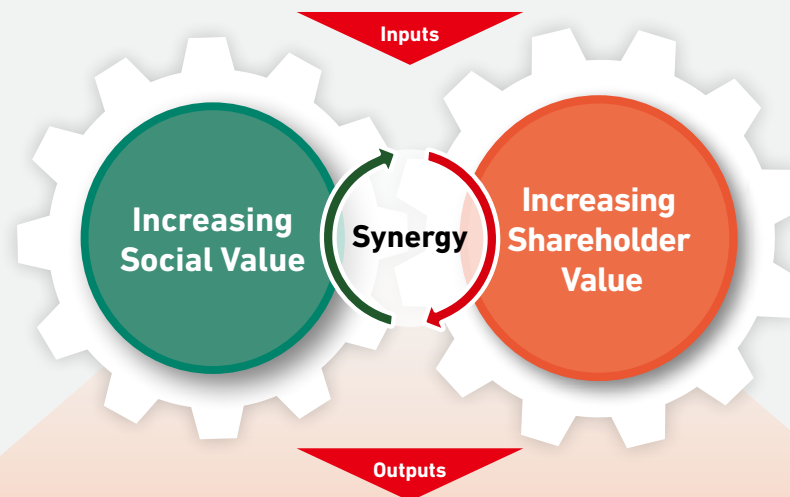 Inputs
Increasing
Social Value
Synergy
Increasing
Shareholder
Value
Outputs